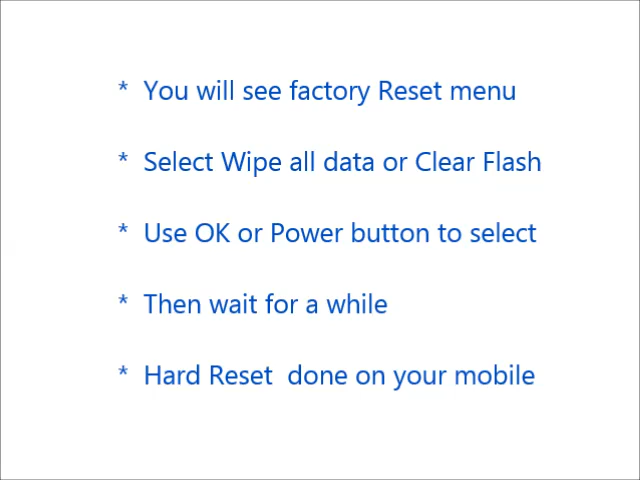 * You will see factory Reset menu
* Select Wipe all data or Clear Flash
* Use OK or Power button to select
* Then wait for a while
* Hard Reset  done on your mobile